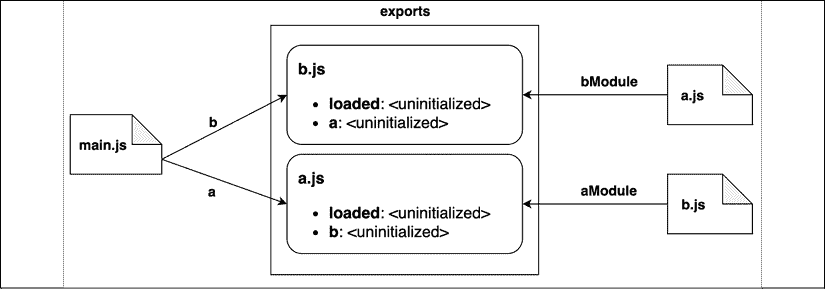 exports
b.js
• loaded: <uninitialized>
• a: <uninitialized>
bModule
a.js
b
main.js
a
a.js
• loaded: <uninitialized>
• b: <uninitialized>
aModule
b.js